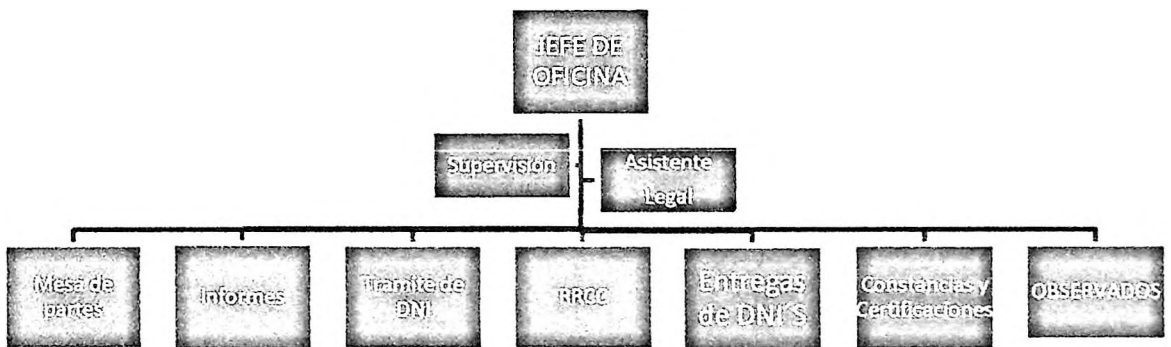 JEFE DE
OFICINA
Supervisión
Asistente
Legal
Mesa de
partes
Informes
Tramite de
DNI
RRCC
Entregas
de DNI´S
Constancias y
Certificaciones
OBSERVADOS